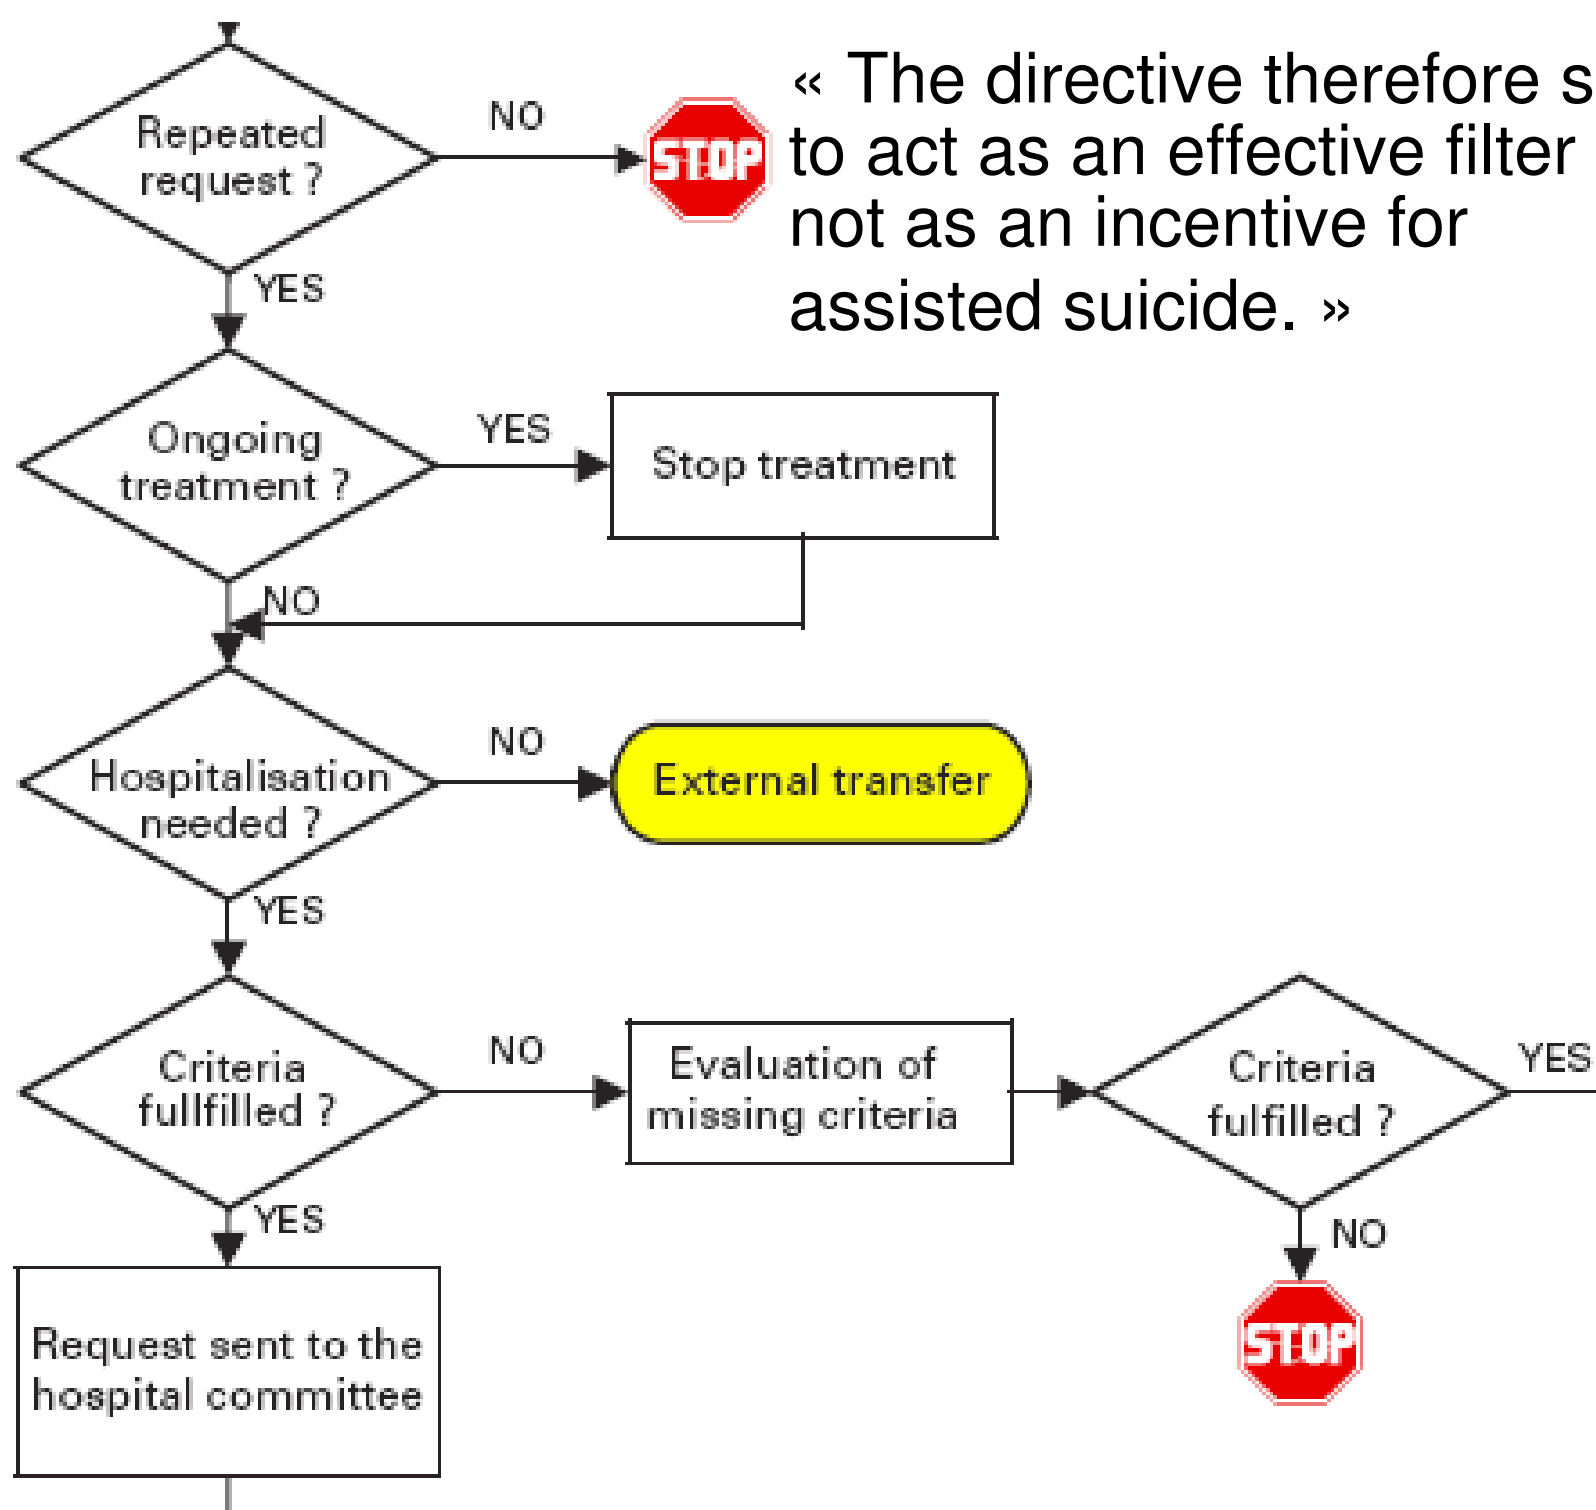 « The directive therefore s
to act as an effective filter
not as an incentive for
assisted suicide. »
Repeated
request ?
NO
STOP
YES
Ongoing
treatment ?
YES
Stop treatment
NO
Hospitalisation
needed ?
NO
External transfer
YES
Criteria
fullfilled ?
NO
Evaluation of
missing criteria
Criteria
fulfilled ?
YES
YES
NO
STOP
Request sent to the
hospital committee